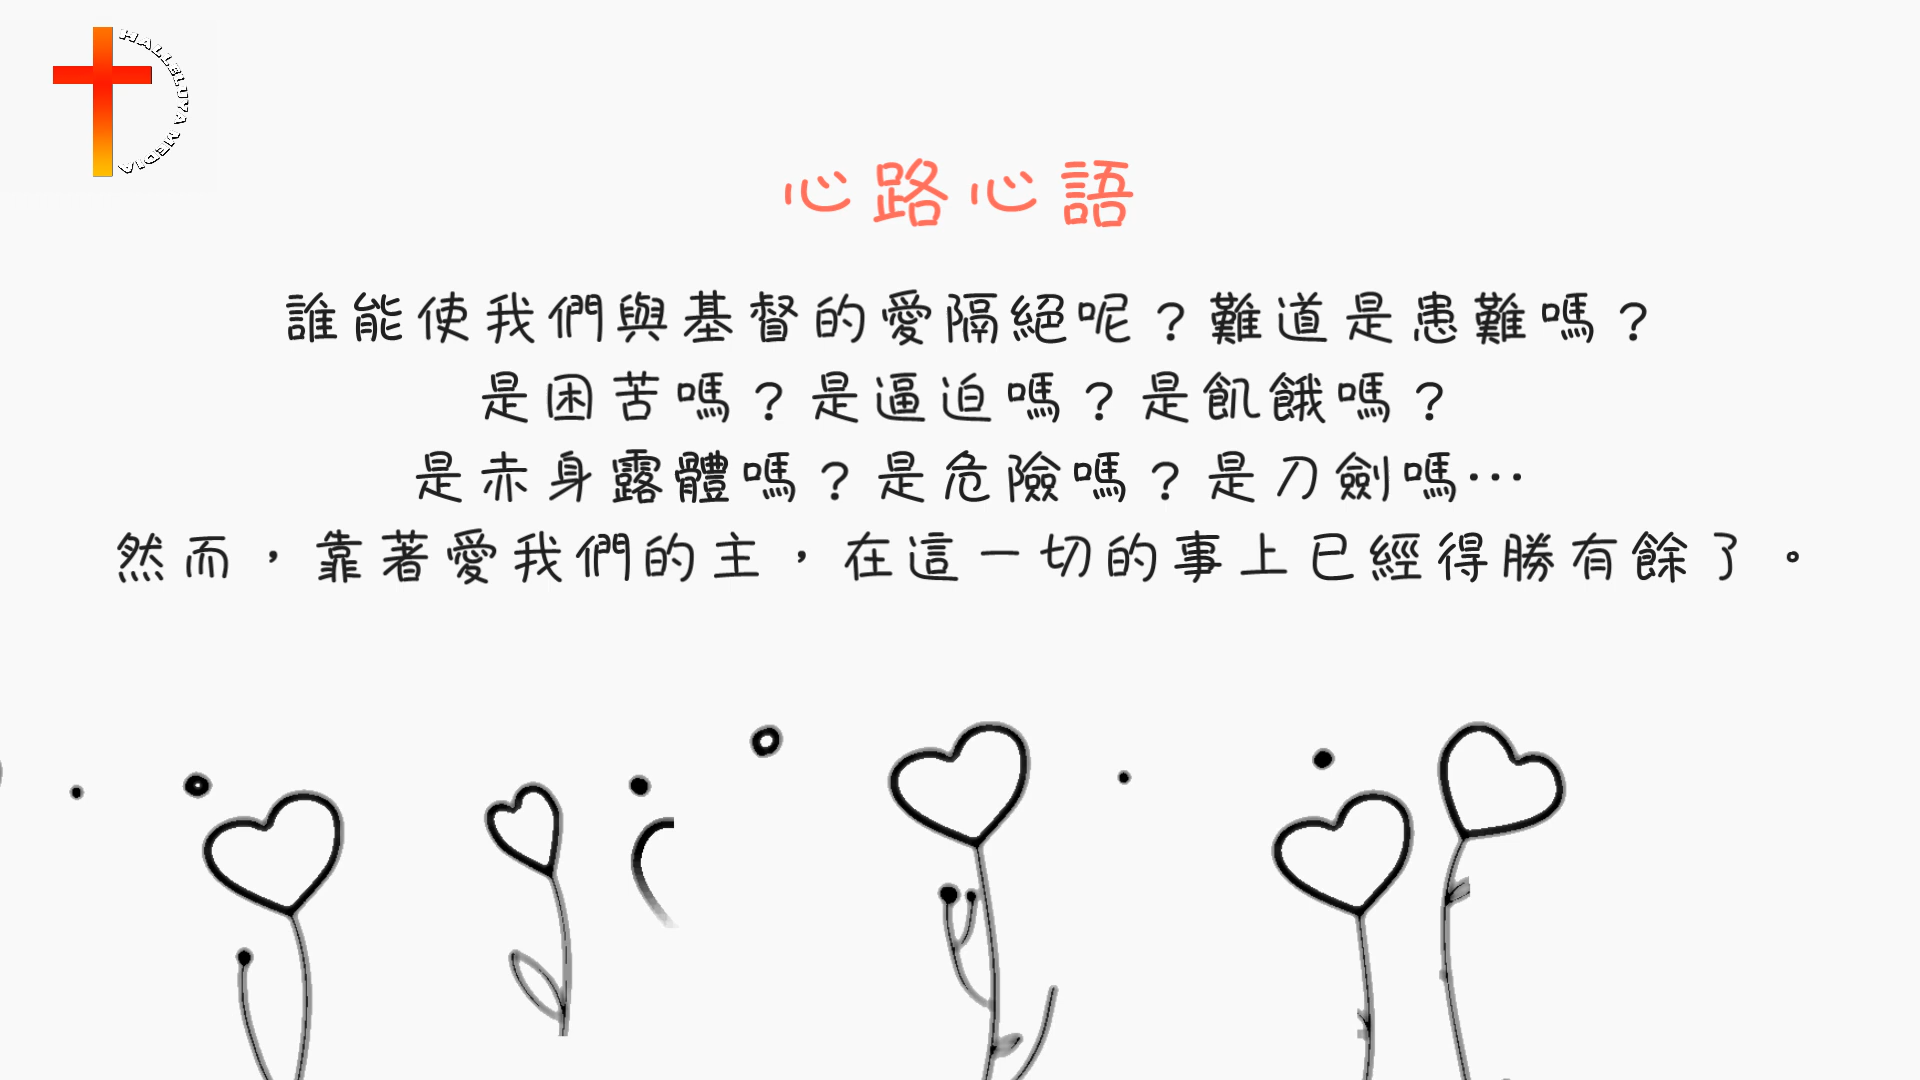 HALLELUYA MEDIA
心路心語
誰能使我們與基督的愛隔絕呢？難道是患難嗎？
是困苦嗎？是逼迫嗎？是飢餓嗎？
是赤身露體嗎？是危險嗎？是刀劍嗎…
然而，靠著愛我們的主，在這一切的事上已經得勝有餘了。